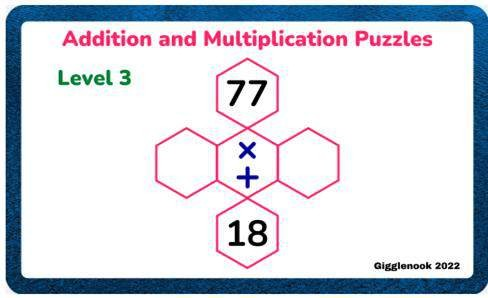 Addition and Multiplication Puzzles
Level 3
77
×
+
18
Gigglenook 2022